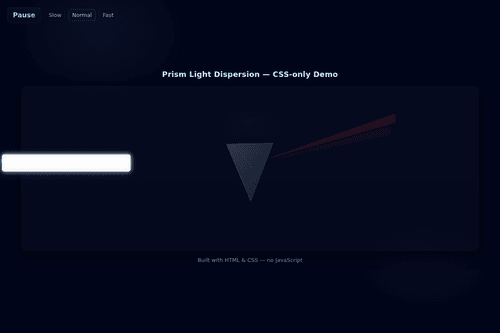 Pause Slow Normal Fast
Prism Light Dispersion — CSS-only Demo
Built with HTML & CSS — no JavaScript